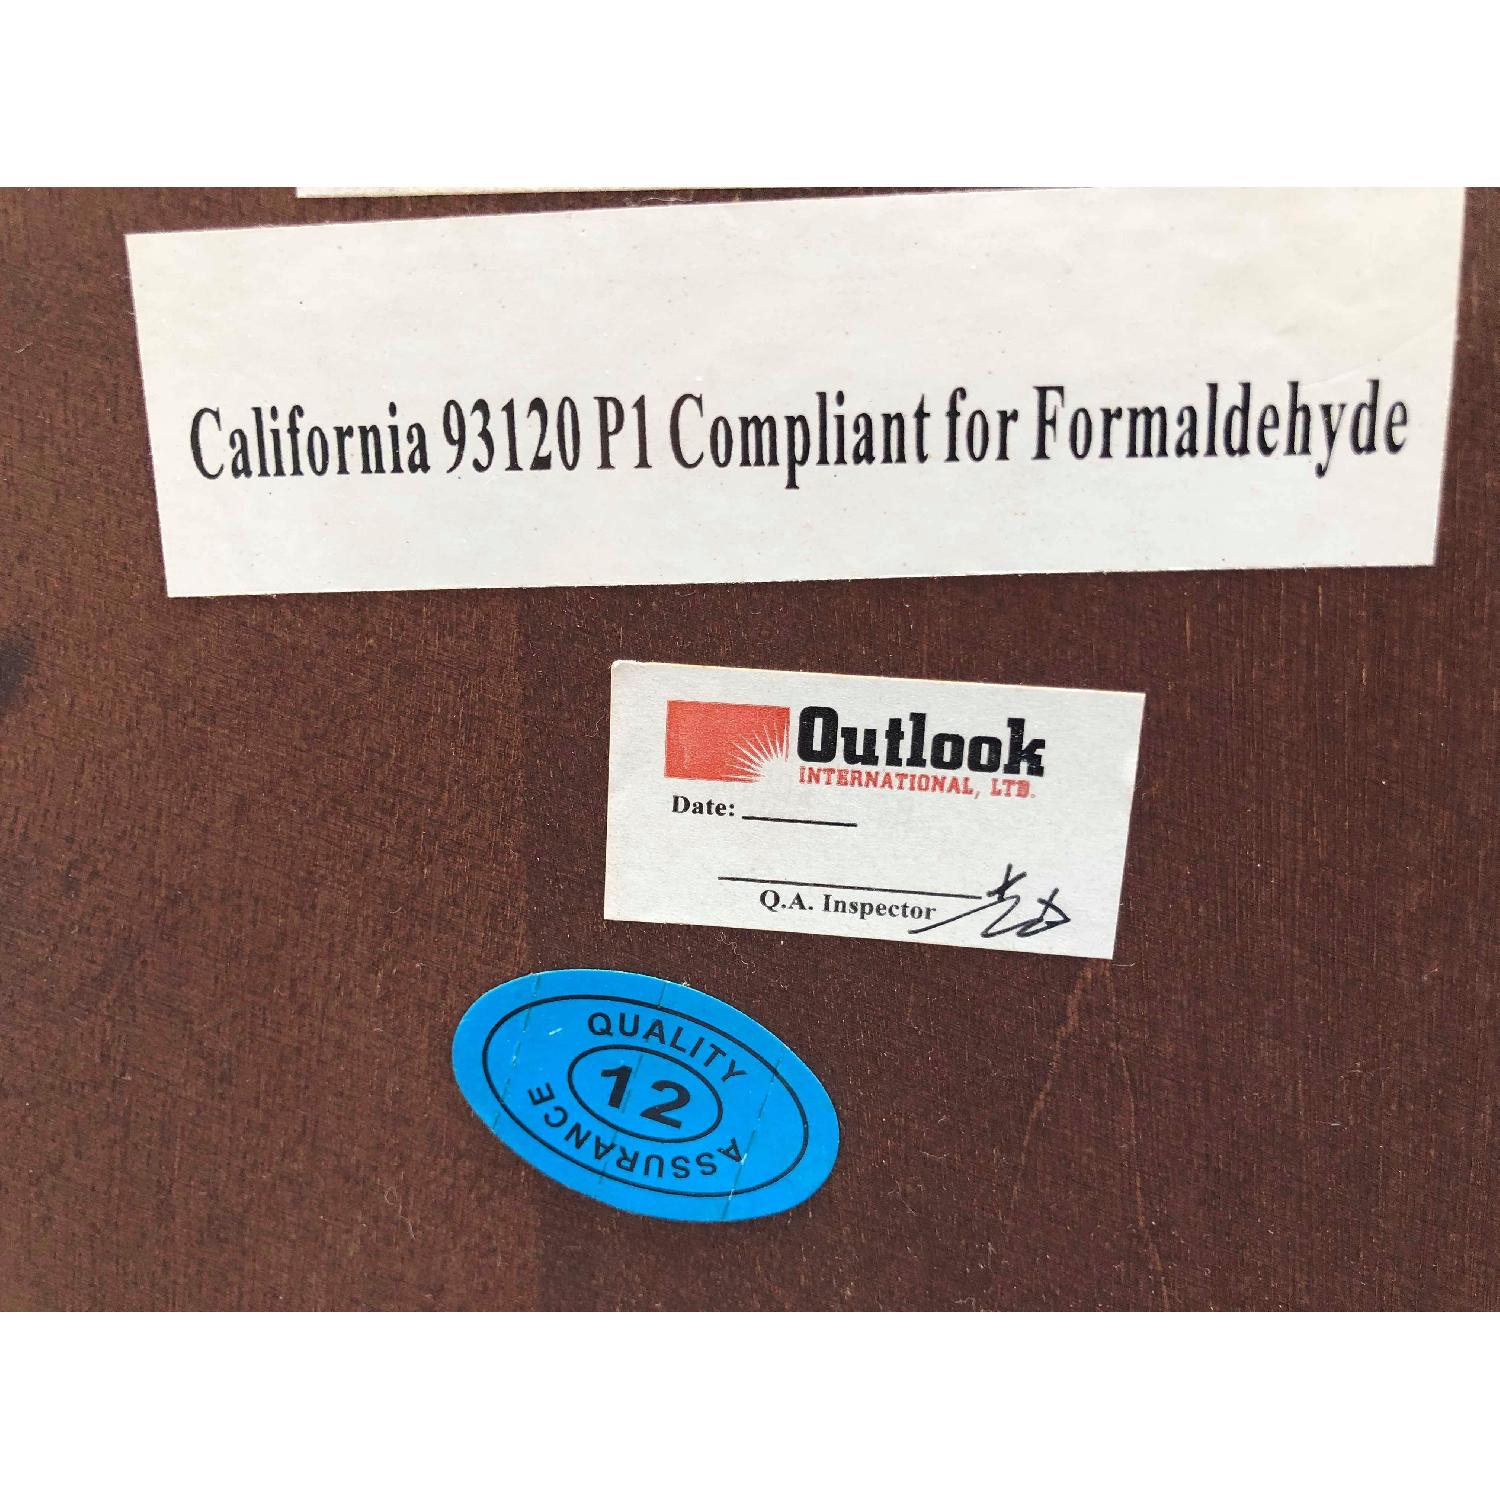 California 93120 P1 Compliant for Formaldehyde
Outlook
INTERNATIONAL, LTD.
Date:
Q.A. Inspector
QUALITY
12
ASSURANCE